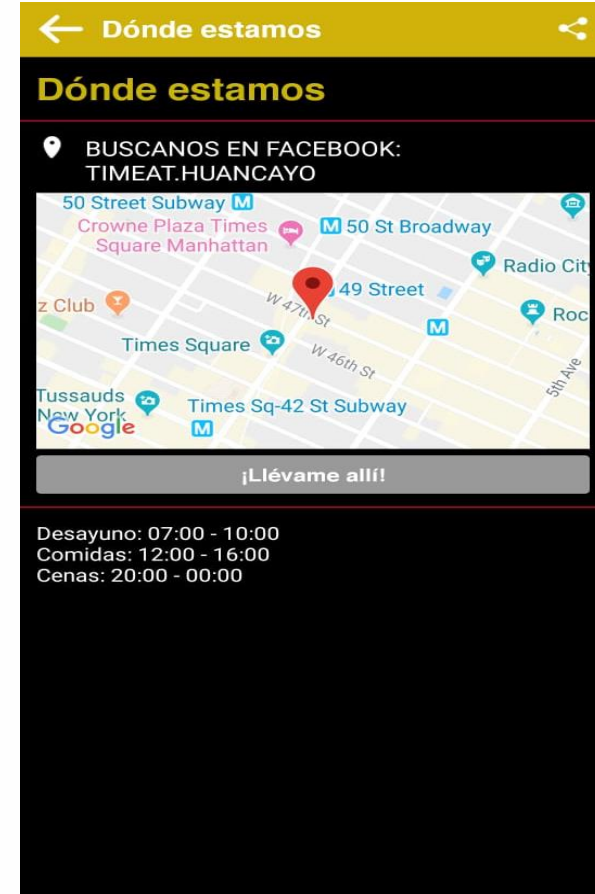 Dónde estamos
Dónde estamos
BUSCANOS EN FACEBOOK:
TIMEAT.HUANCAYO
50 Street Subway M
Crowne Plaza Times
Square Manhattan
M 50 St Broadway
Radio City
z Club
W 47th St
49 Street
M
Roc
Times Square
W 46th St
5th Ave
Tussauds
New York
Times Sq-42 St Subway
M
Google
¡Llévame allí!
Desayuno: 07:00 - 10:00
Comidas: 12:00 - 16:00
Cenas: 20:00 - 00:00